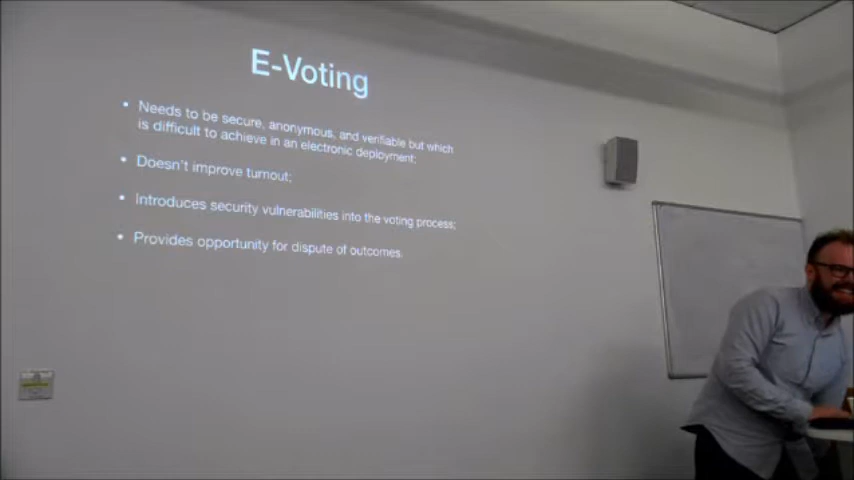 E-Voting
• Needs to be secure, anonymous, and verifiable but which
is difficult to achieve in an electronic deployment;
• Doesn't improve turnout;
• Introduces security vulnerabilities into the voting process;
• Provides opportunity for dispute of outcomes.